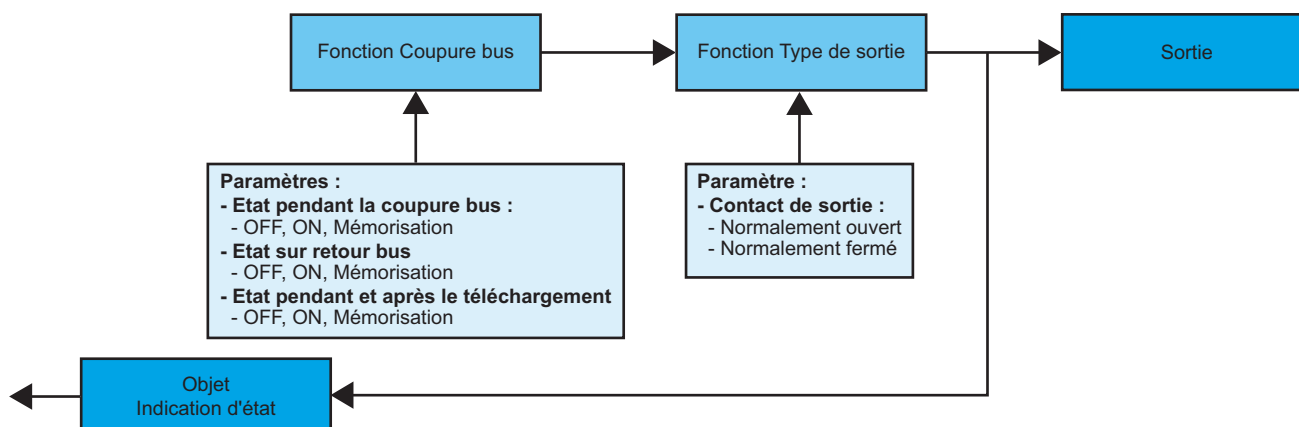 Fonction Coupure bus
Fonction Type de sortie
Sortie
Paramètres :
- Etat pendant la coupure bus :
- OFF, ON, Mémorisation
- Etat sur retour bus
- OFF, ON, Mémorisation
- Etat pendant et après le téléchargement
- OFF, ON, Mémorisation
Paramètre :
- Contact de sortie :
- Normalement ouvert
- Normalement fermé
Objet
Indication d'état